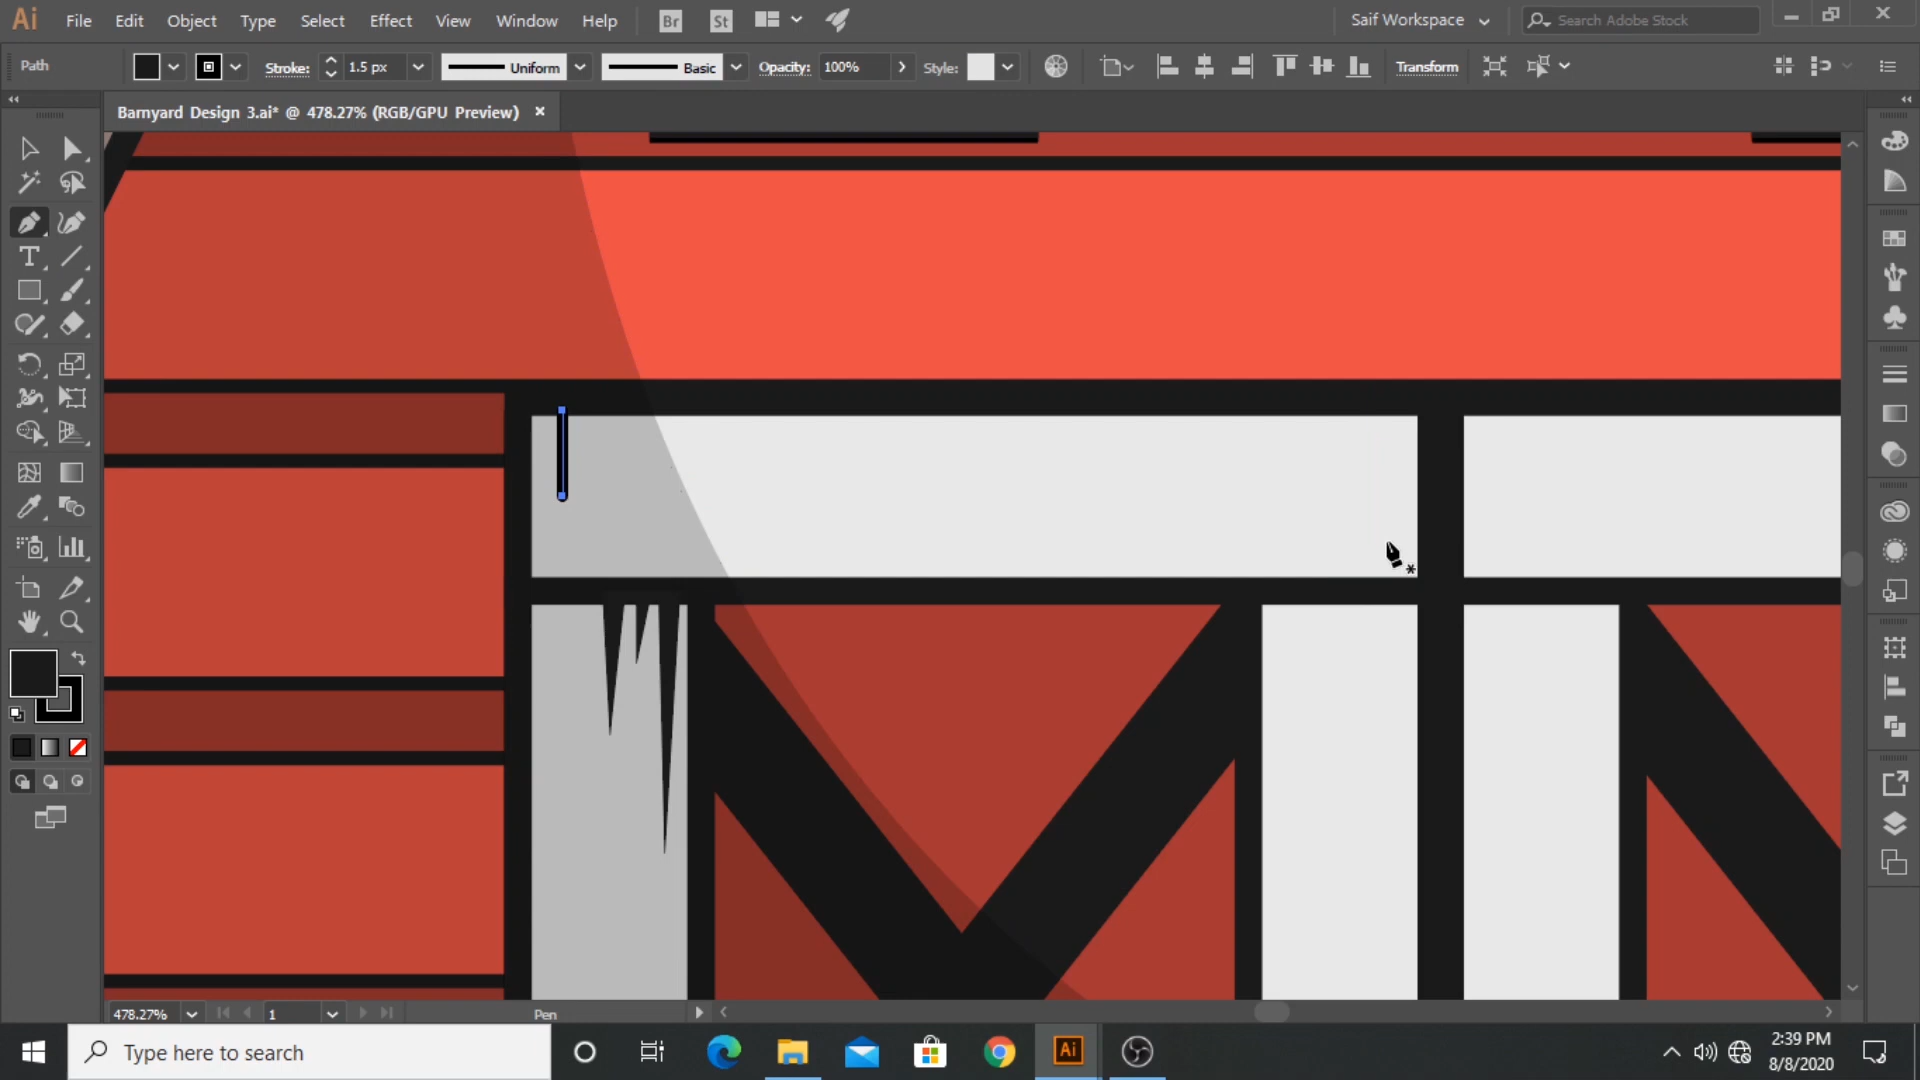 Ai File Edit Object Type Select Effect View Window Help Br St Saif Workspace Search Adobe Stock
Path Stroke: 1.5 px Uniform Basic Opacity: 100% Style: Transform
Barnyard Design 3.ai* @ 478.27% (RGB/GPU Preview)
478.27% 1 Pen
Type here to search
Ai
2:39 PM
8/8/2020